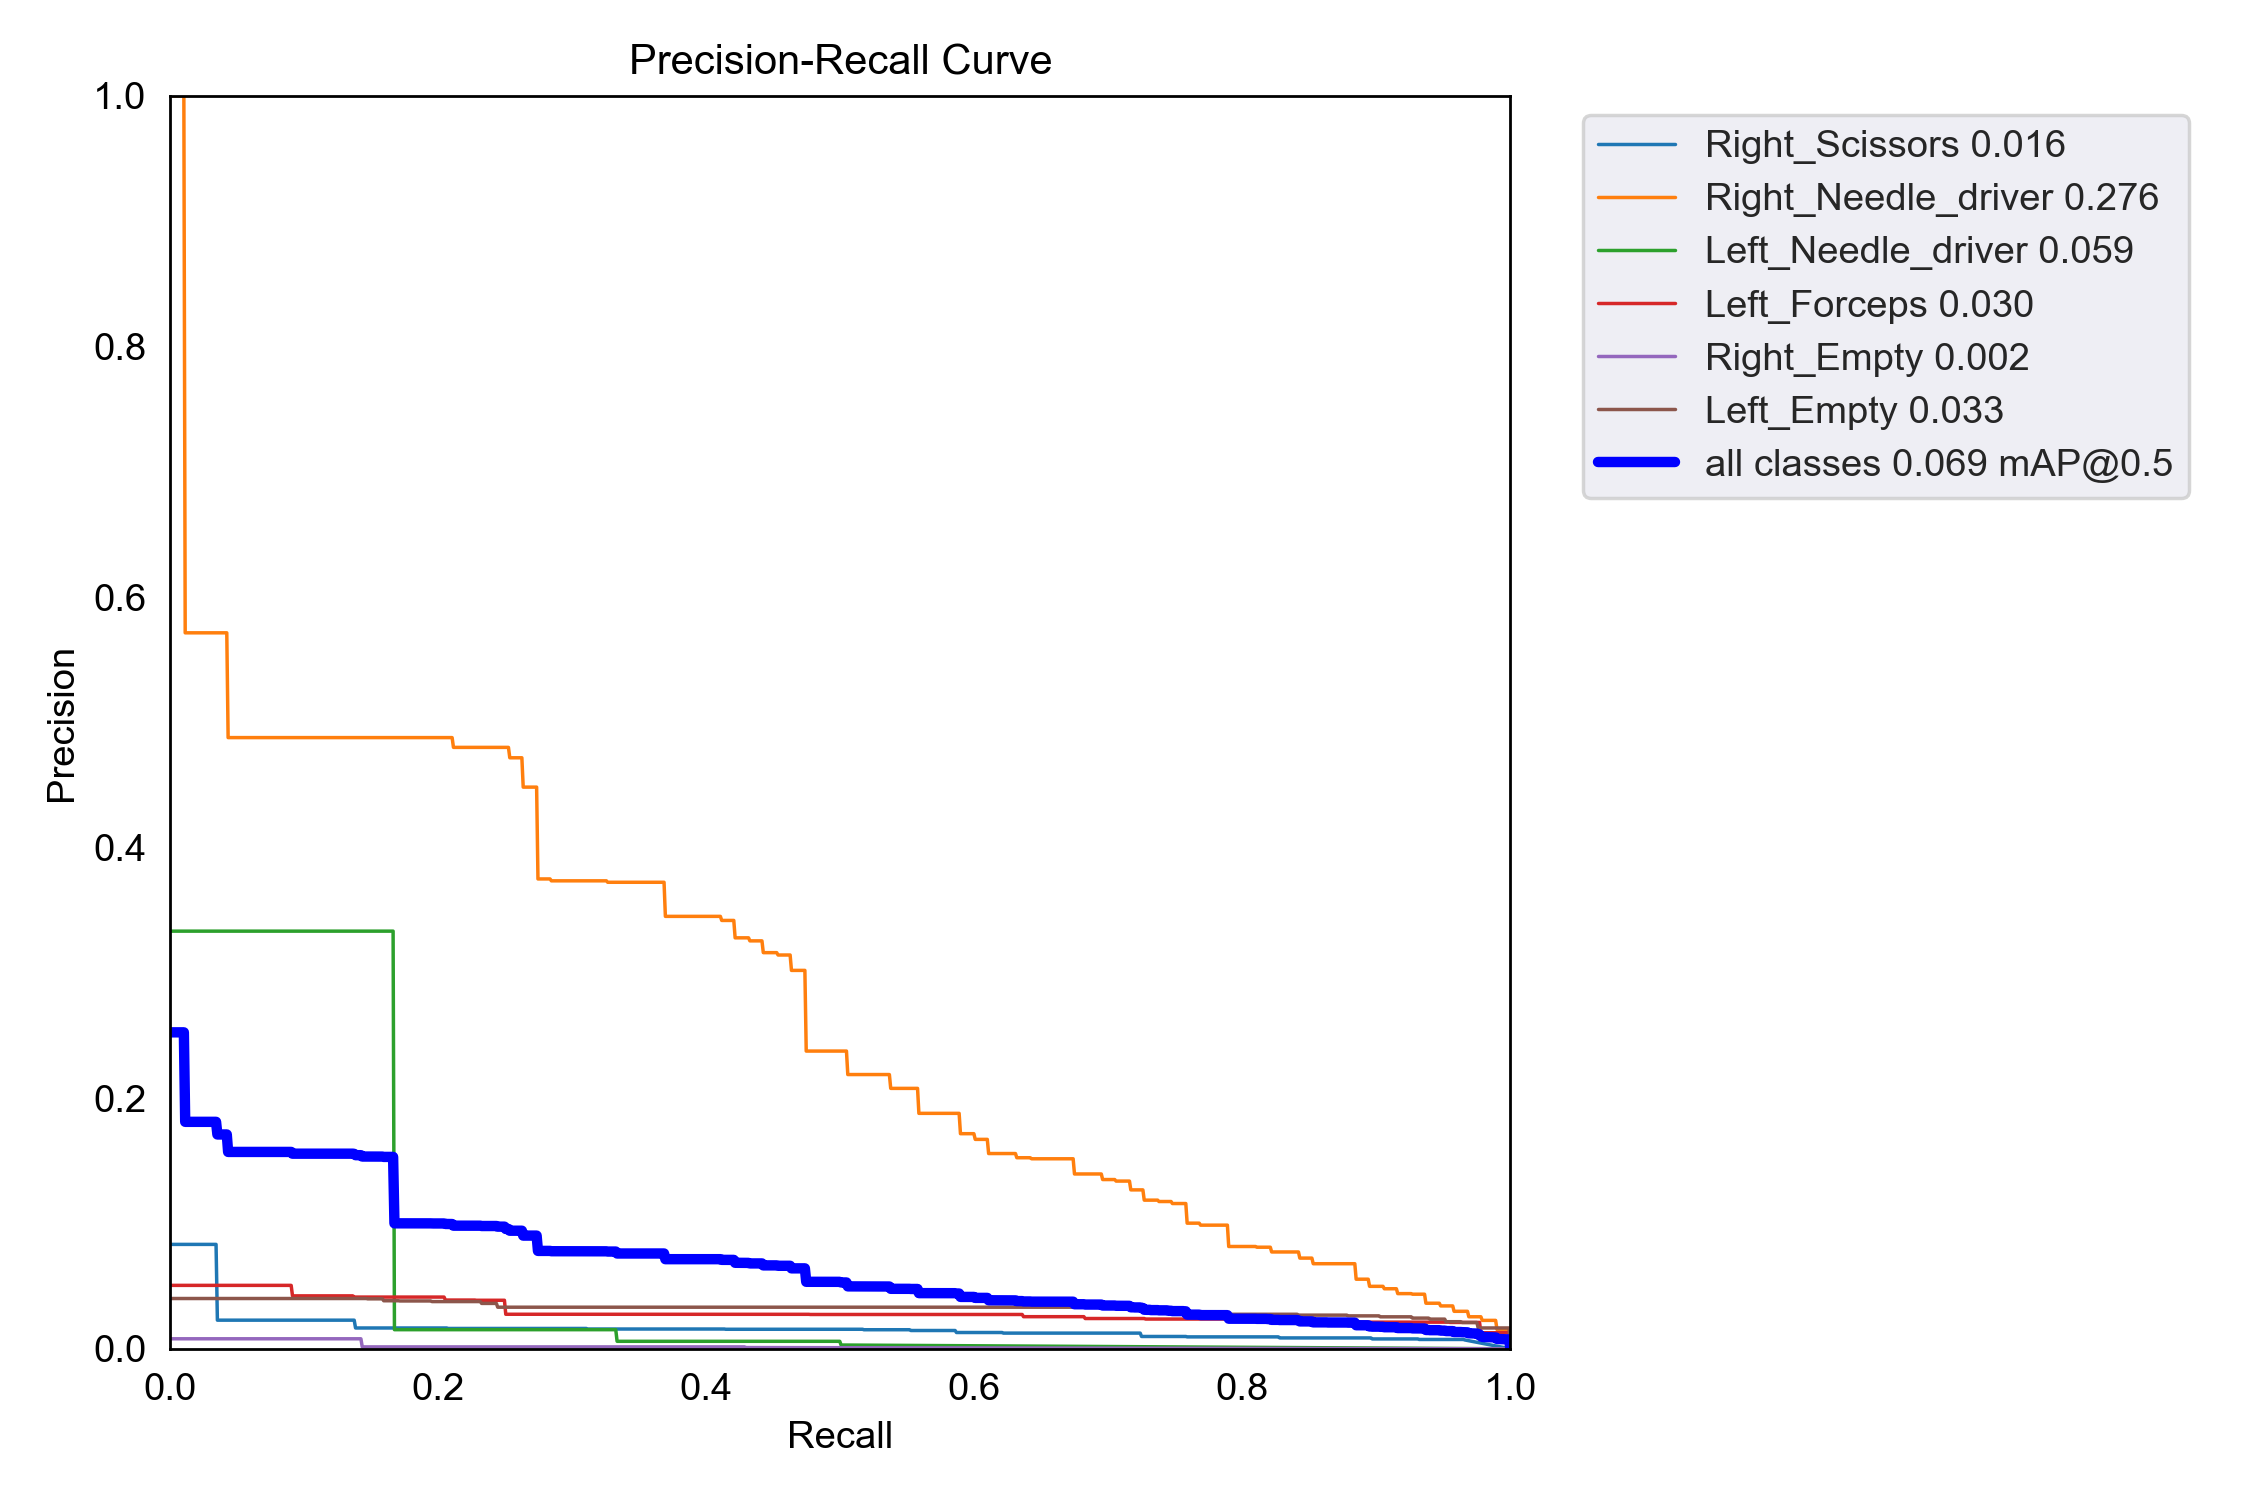 Precision-Recall Curve
1.0
0.8
0.6
0.4
0.2
0.0
Precision
0.0 0.2 0.4 0.6 0.8 1.0
Recall
Right_Scissors 0.016
Right_Needle_driver 0.276
Left_Needle_driver 0.059
Left_Forceps 0.030
Right_Empty 0.002
Left_Empty 0.033
all classes 0.069 mAP@0.5